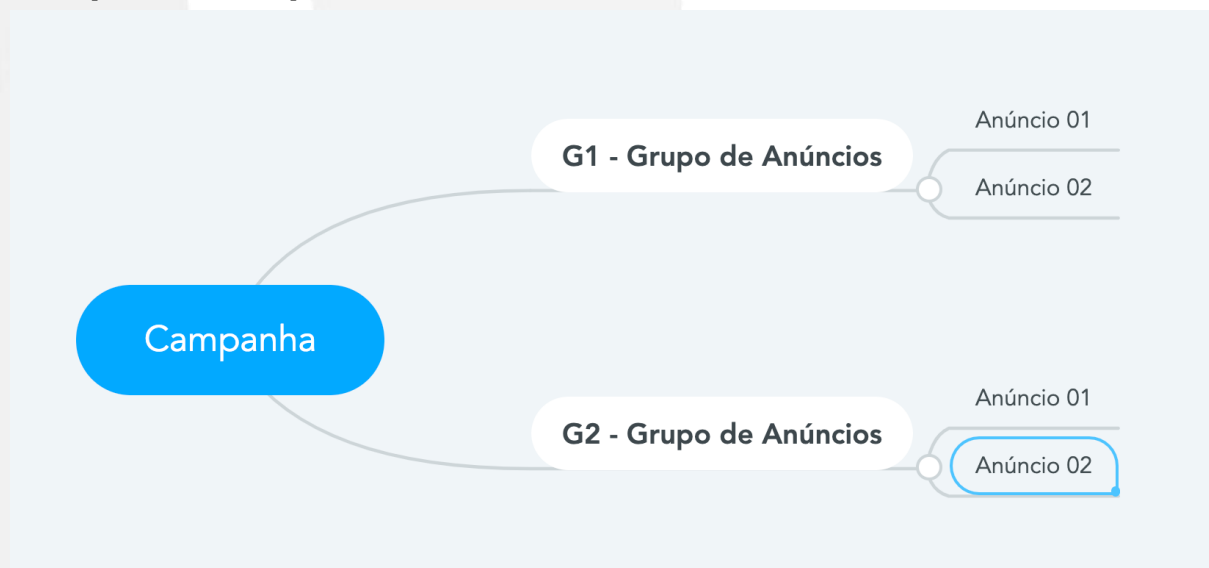 Campanha
G1 - Grupo de Anúncios
Anúncio 01
Anúncio 02
G2 - Grupo de Anúncios
Anúncio 01
Anúncio 02